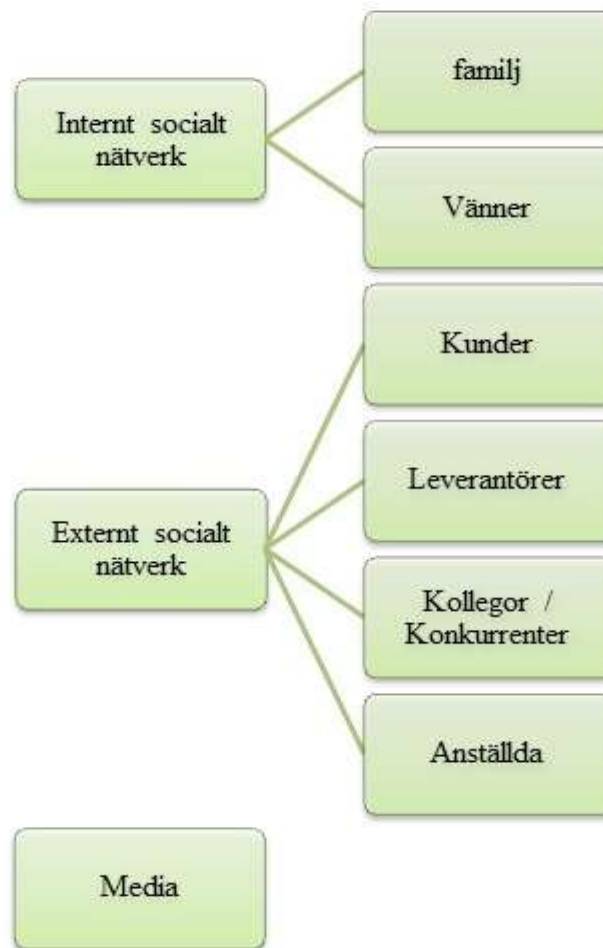 Internt socialt
nätverk
familj
Vänner
Externt socialt
nätverk
Kunder
Leverantörer
Kollegor /
Konkurrenter
Anställda
Media